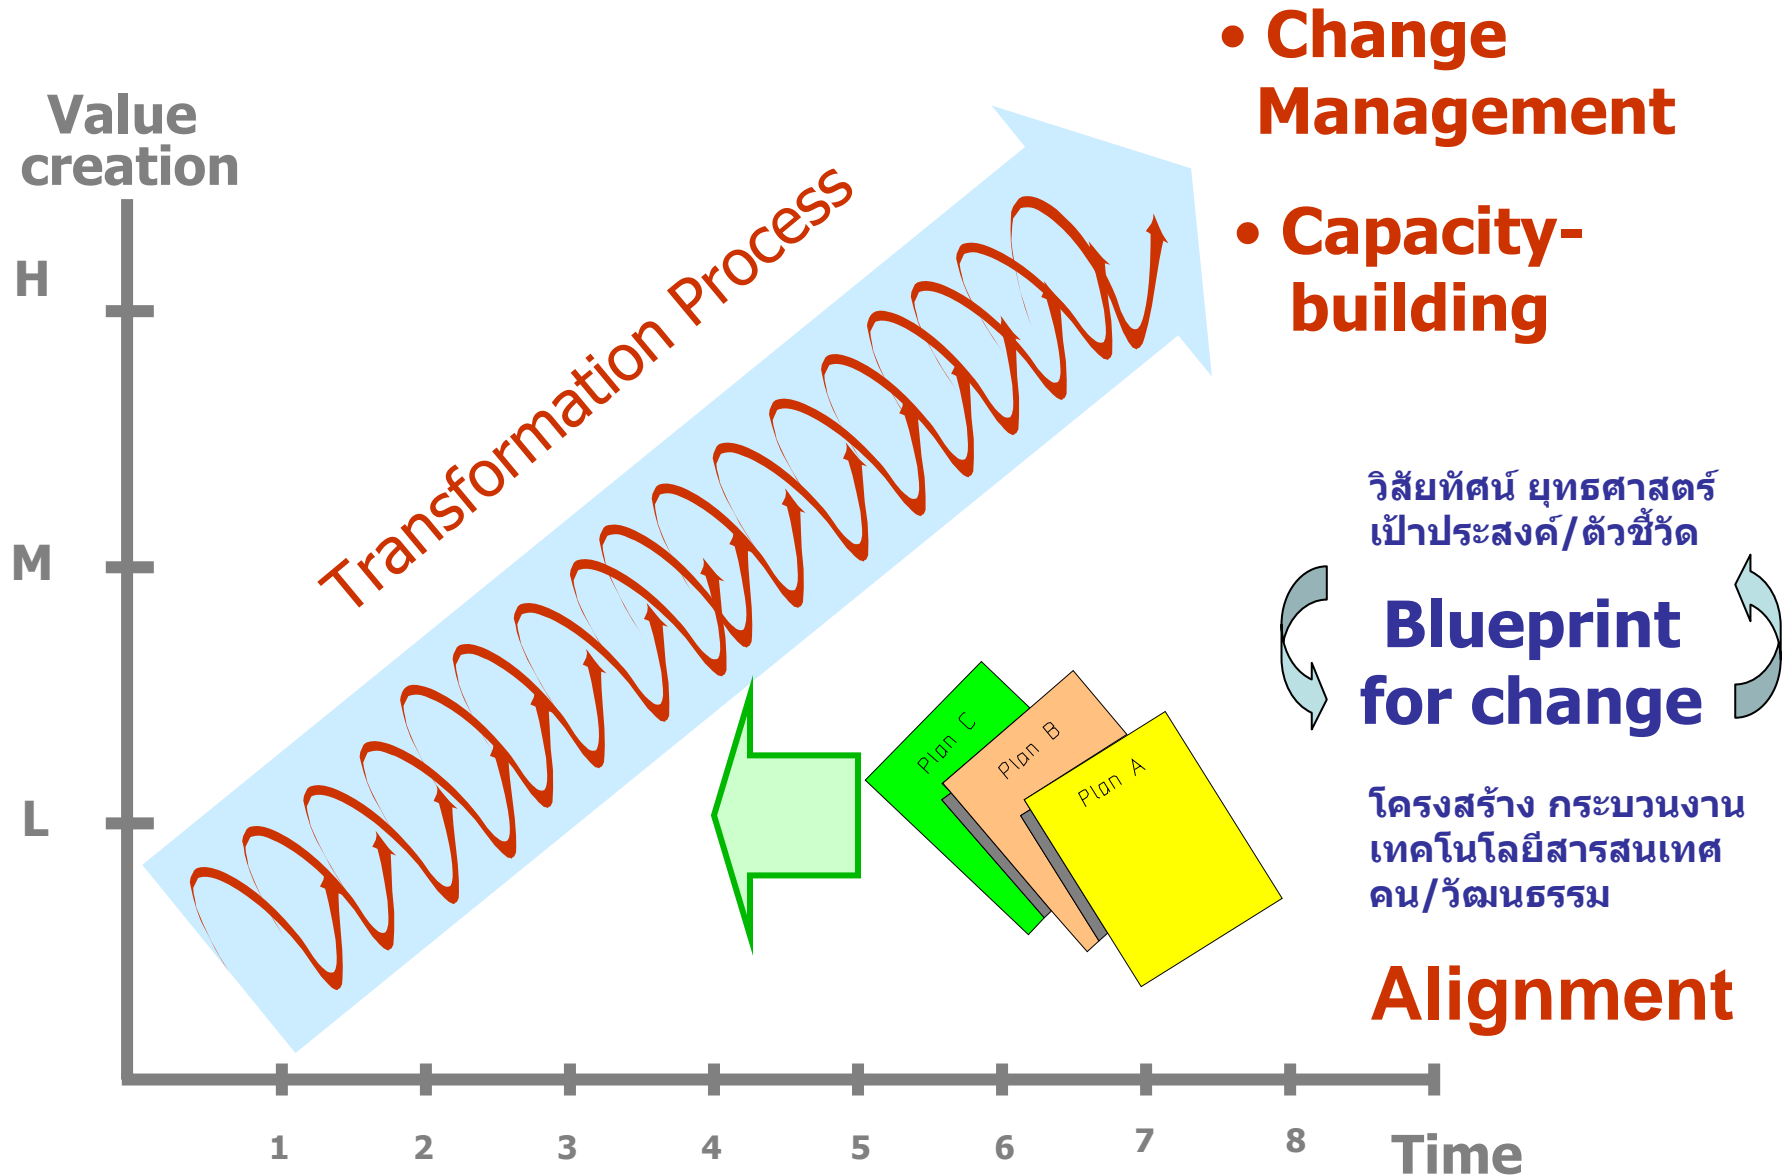 • Change
Management
• Capacity-
building
Value
creation
H
M
L
Transformation Process
วิสัยทัศน์ ยุทธศาสตร์
เป้าประสงค์/ตัวชี้วัด
Blueprint
for change
Plan C
Plan B
Plan A
โครงสร้าง กระบวนงาน
เทคโนโลยีสารสนเทศ
คน/วัฒนธรรม
Alignment
1 2 3 4 5 6 7 8
Time